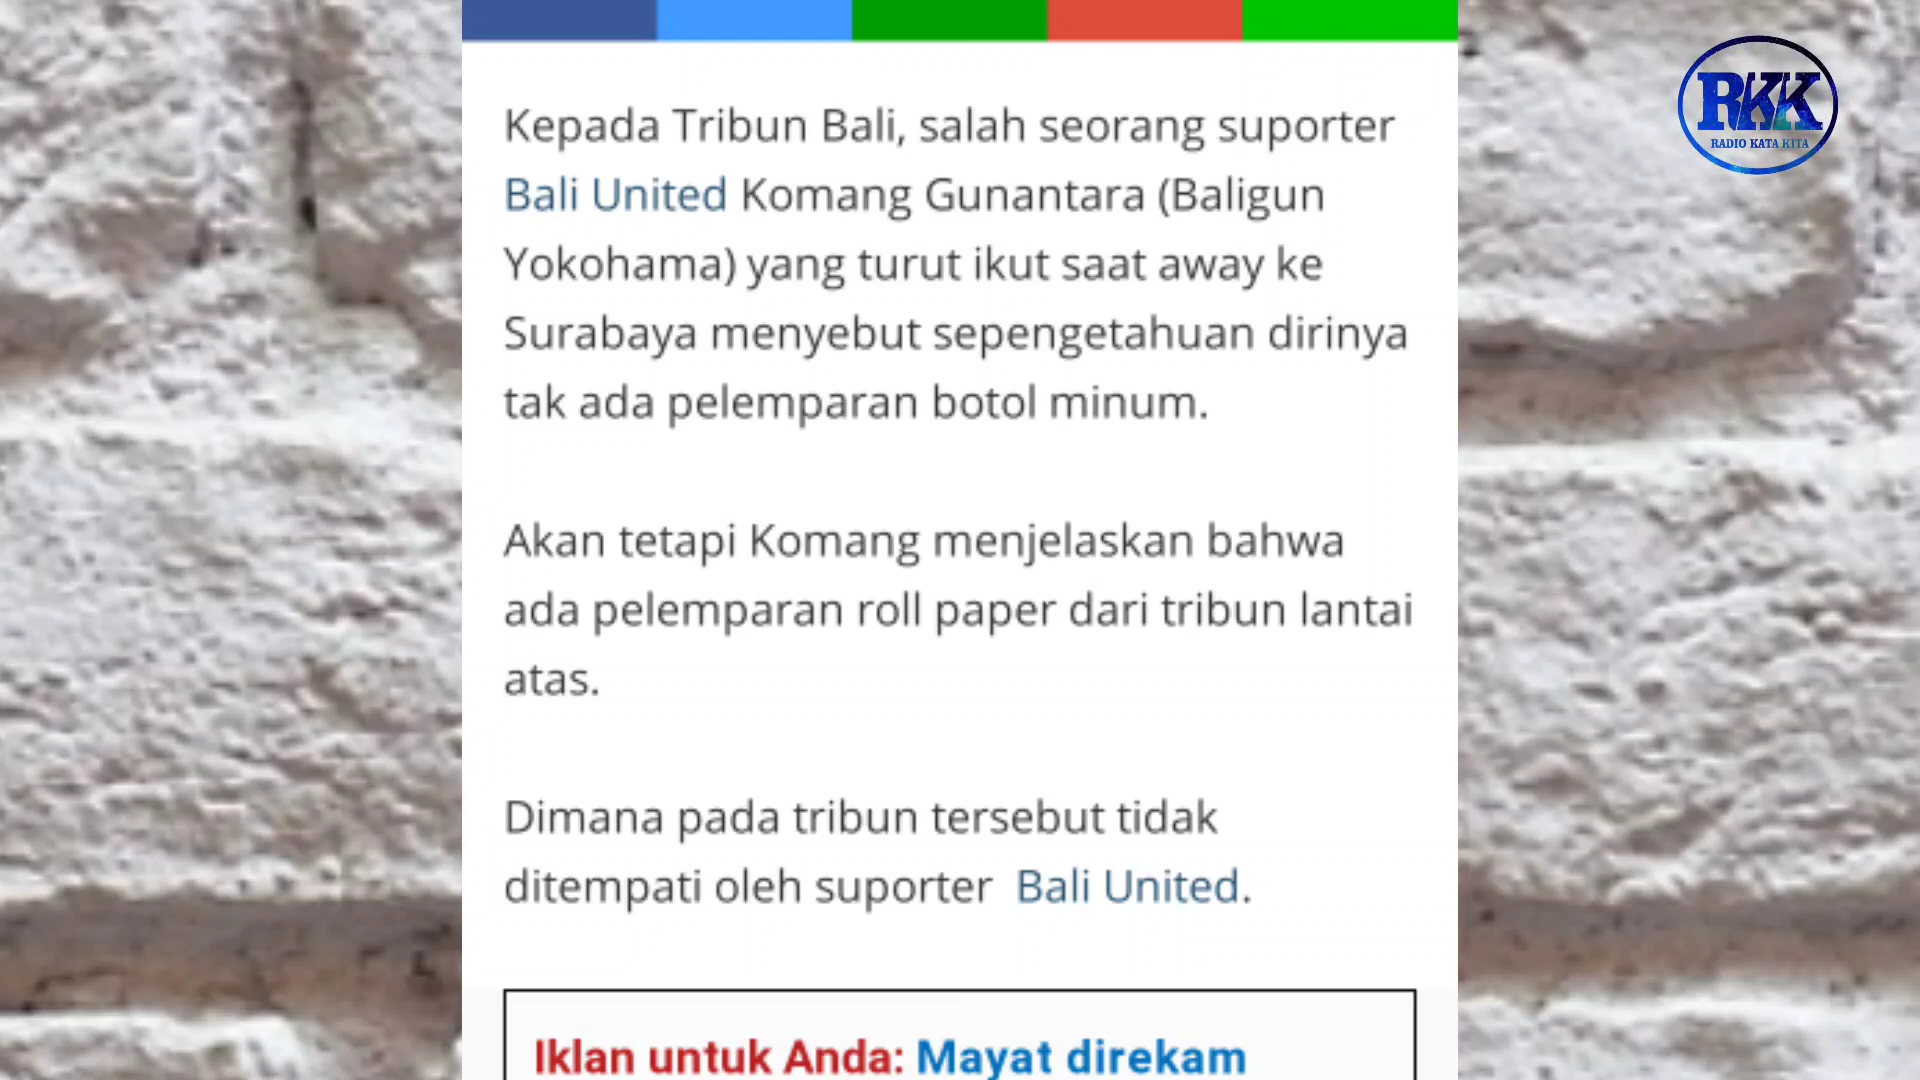 RKK
RADIO KATA KITA
Kepada Tribun Bali, salah seorang suporter
Bali United Komang Gunantara (Baligun
Yokohama) yang turut ikut saat away ke
Surabaya menyebut sepengetahuan dirinya
tak ada pelemparan botol minum.
Akan tetapi Komang menjelaskan bahwa
ada pelemparan roll paper dari tribun lantai
atas.
Dimana pada tribun tersebut tidak
ditempati oleh suporter Bali United.
Iklan untuk Anda: Mayat direkam